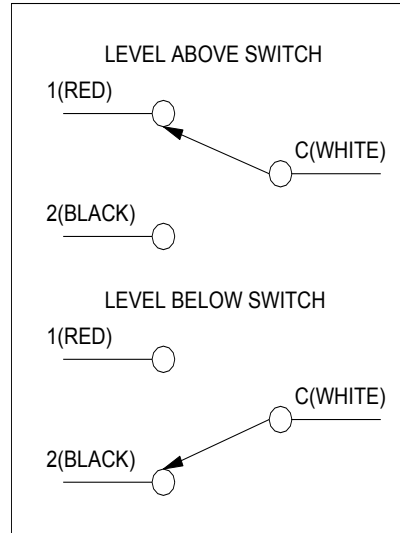 LEVEL ABOVE SWITCH
1(RED)
C(WHITE)
2(BLACK)
LEVEL BELOW SWITCH
1(RED)
C(WHITE)
2(BLACK)